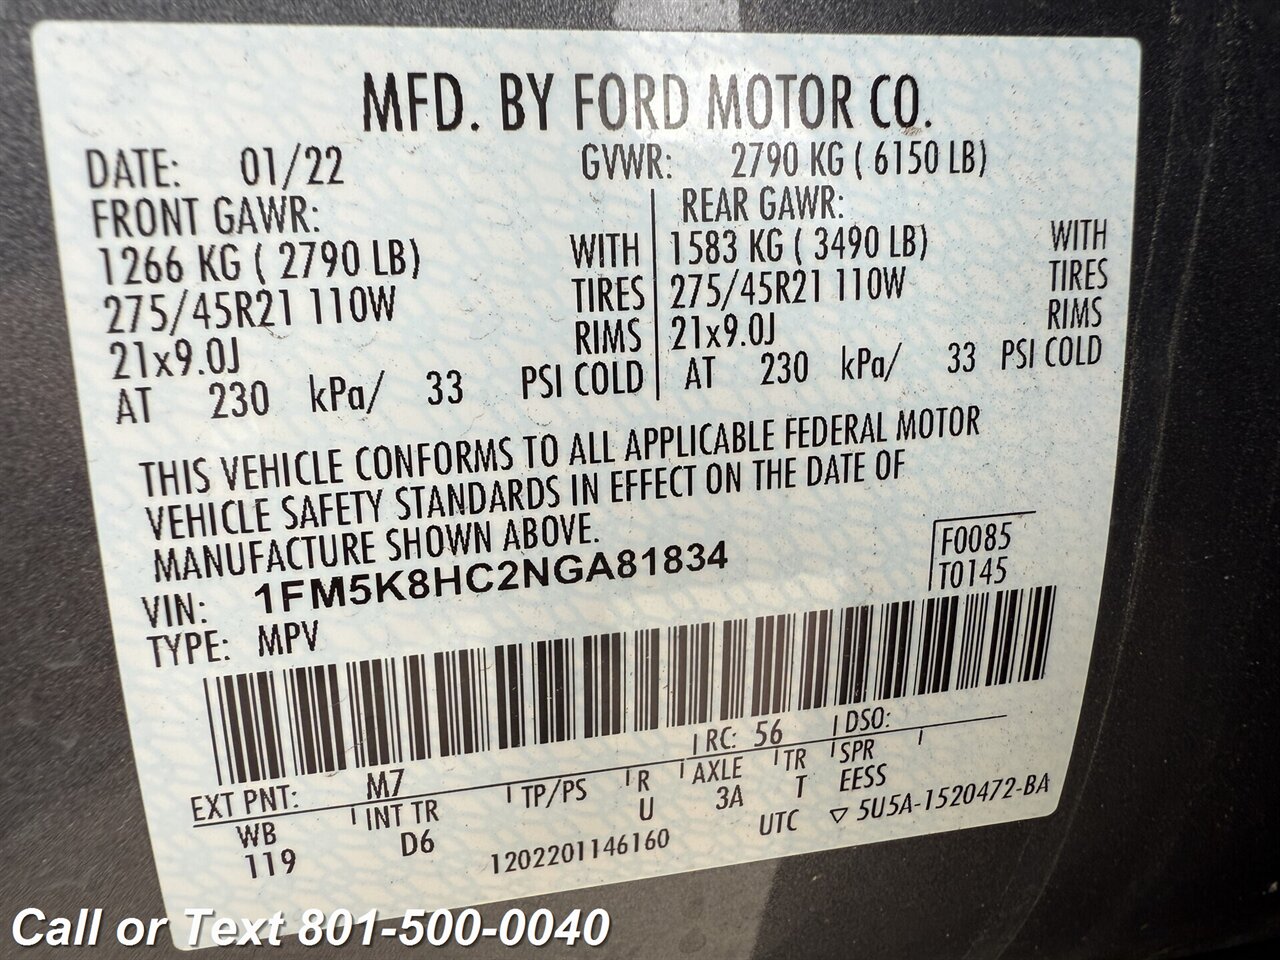 MFD. BY FORD MOTOR CO.
DATE: 01/22 GVWR: 2790 KG ( 6150 LB)
FRONT GAWR: REAR GAWR:
1266 KG ( 2790 LB) WITH 1583 KG ( 3490 LB) WITH
275/45R21 110W TIRES 275/45R21 110W TIRES
21x9.0J RIMS 21x9.0J RIMS
AT 230 kPa/ 33 PSI COLD AT 230 kPa/ 33 PSI COLD
THIS VEHICLE CONFORMS TO ALL APPLICABLE FEDERAL MOTOR
VEHICLE SAFETY STANDARDS IN EFFECT ON THE DATE OF
MANUFACTURE SHOWN ABOVE.
F0085
VIN: 1FM5K8HC2NGA81834
T0145
TYPE: MPV
EXT PNT: M7 RC: 56 DSO:
WB INT TR TP/PS R AXLE TR SPR
119 D6 U 3A T EESS
1202201146160 UTC ▽ 5U5A-1520472-BA
Call or Text 801-500-0040